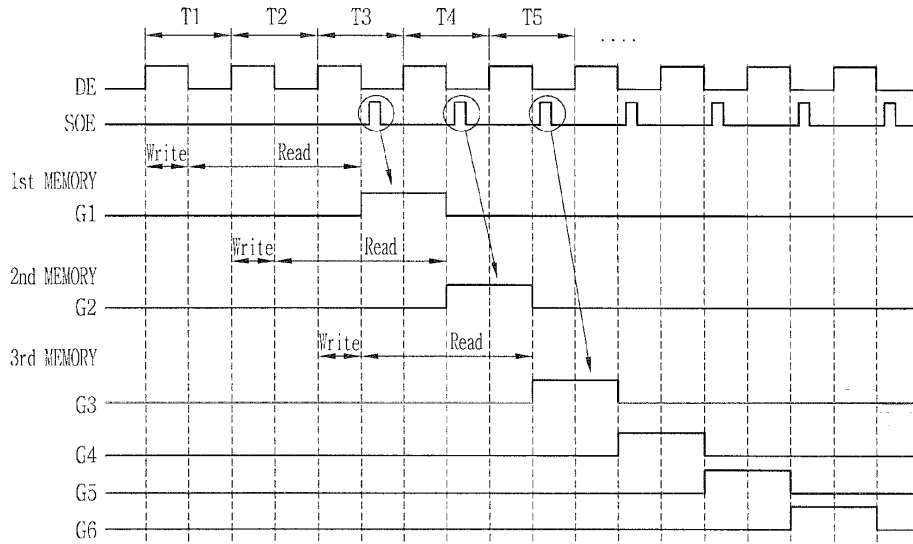 T1 T2 T3 T4 T5 ....
DE
SOE
Write Read
1st MEMORY
G1
Write Read
2nd MEMORY
G2
Write Read
3rd MEMORY
G3
G4
G5
G6